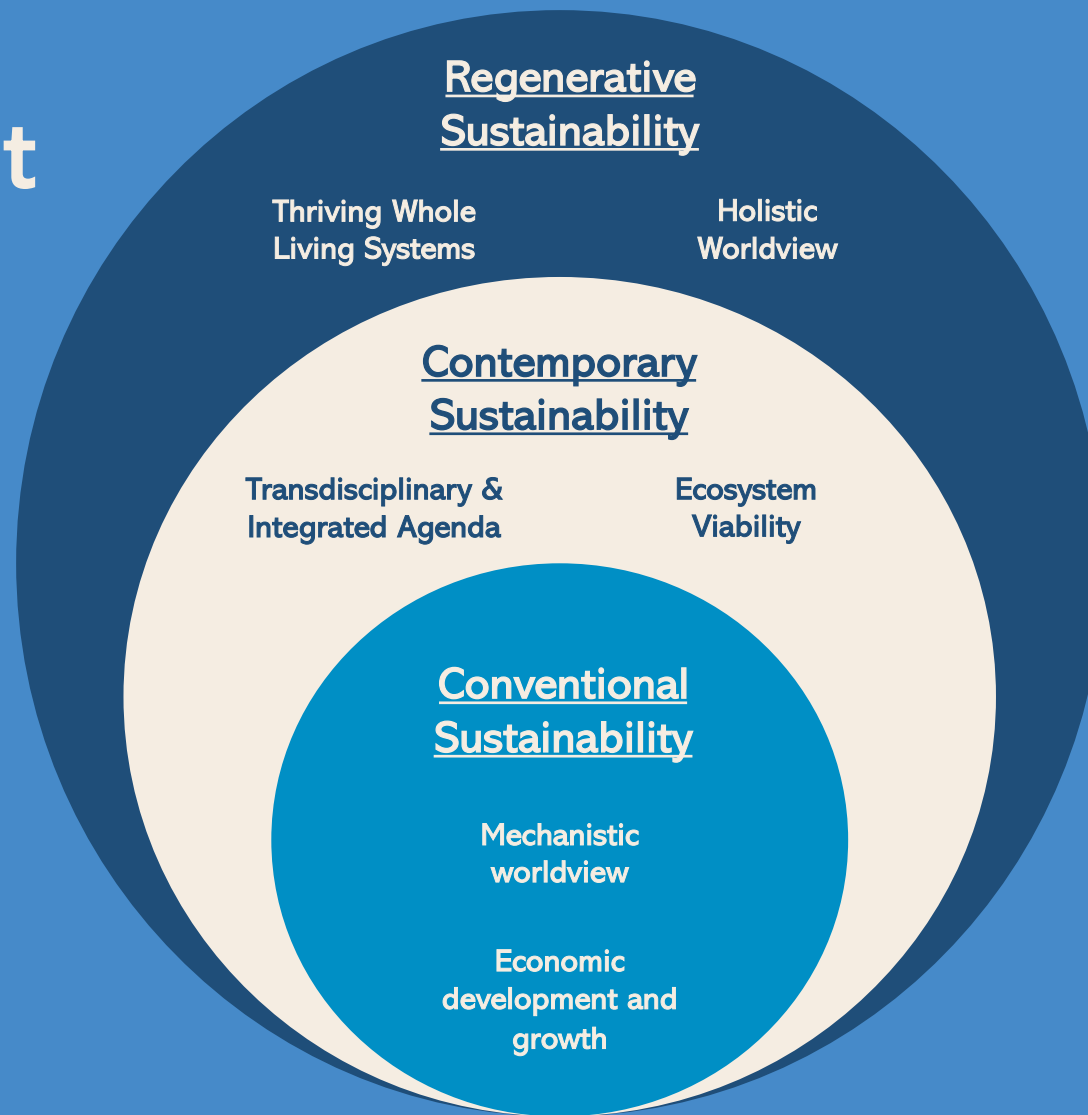 t
Regenerative
Sustainability
Thriving Whole
Living Systems
Holistic
Worldview
Contemporary
Sustainability
Transdisciplinary &
Integrated Agenda
Ecosystem
Viability
Conventional
Sustainability
Mechanistic
worldview
Economic
development and
growth